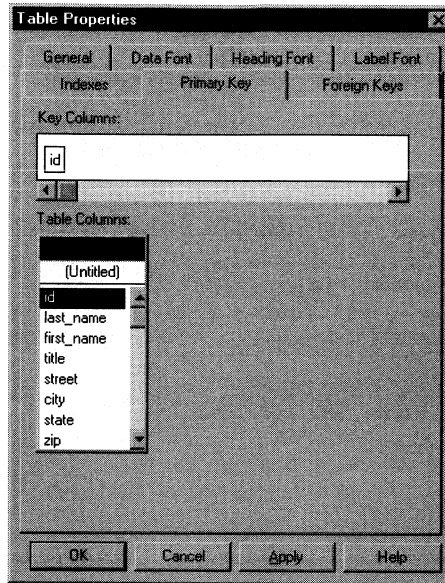 Table Properties
General Data Font Heading Font Label Font
Indexes Primary Key Foreign Keys
Key Columns:
id
Table Columns:
(Untitled)
id
last_name
first_name
title
street
city
state
zip
OK Cancel Apply Help